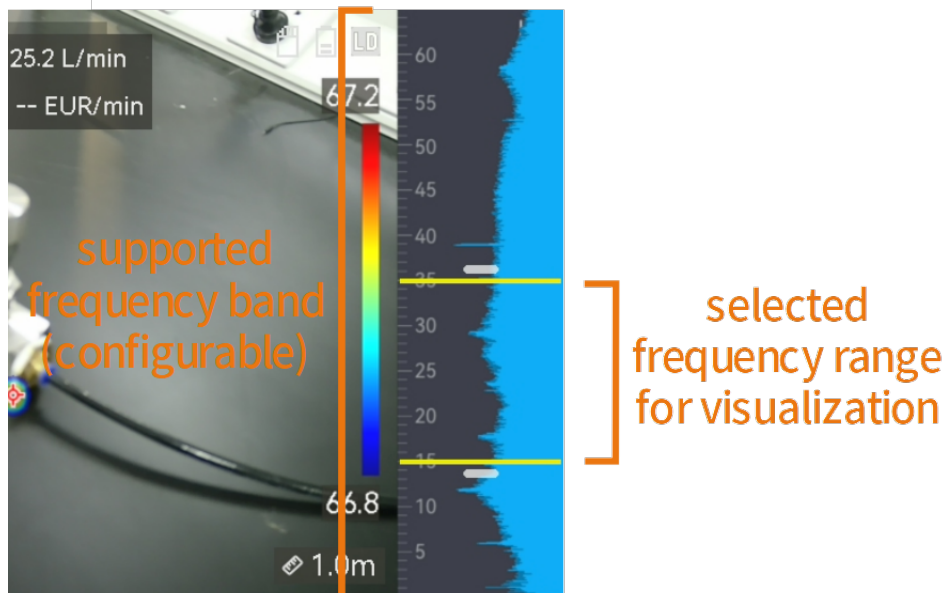 25.2 L/min
-- EUR/min
LD
67.2
60
55
50
45
40
35
30
25
20
15
10
5
supported
frequency band
(configurable)
selected
frequency range
for visualization
66.8
1.0m